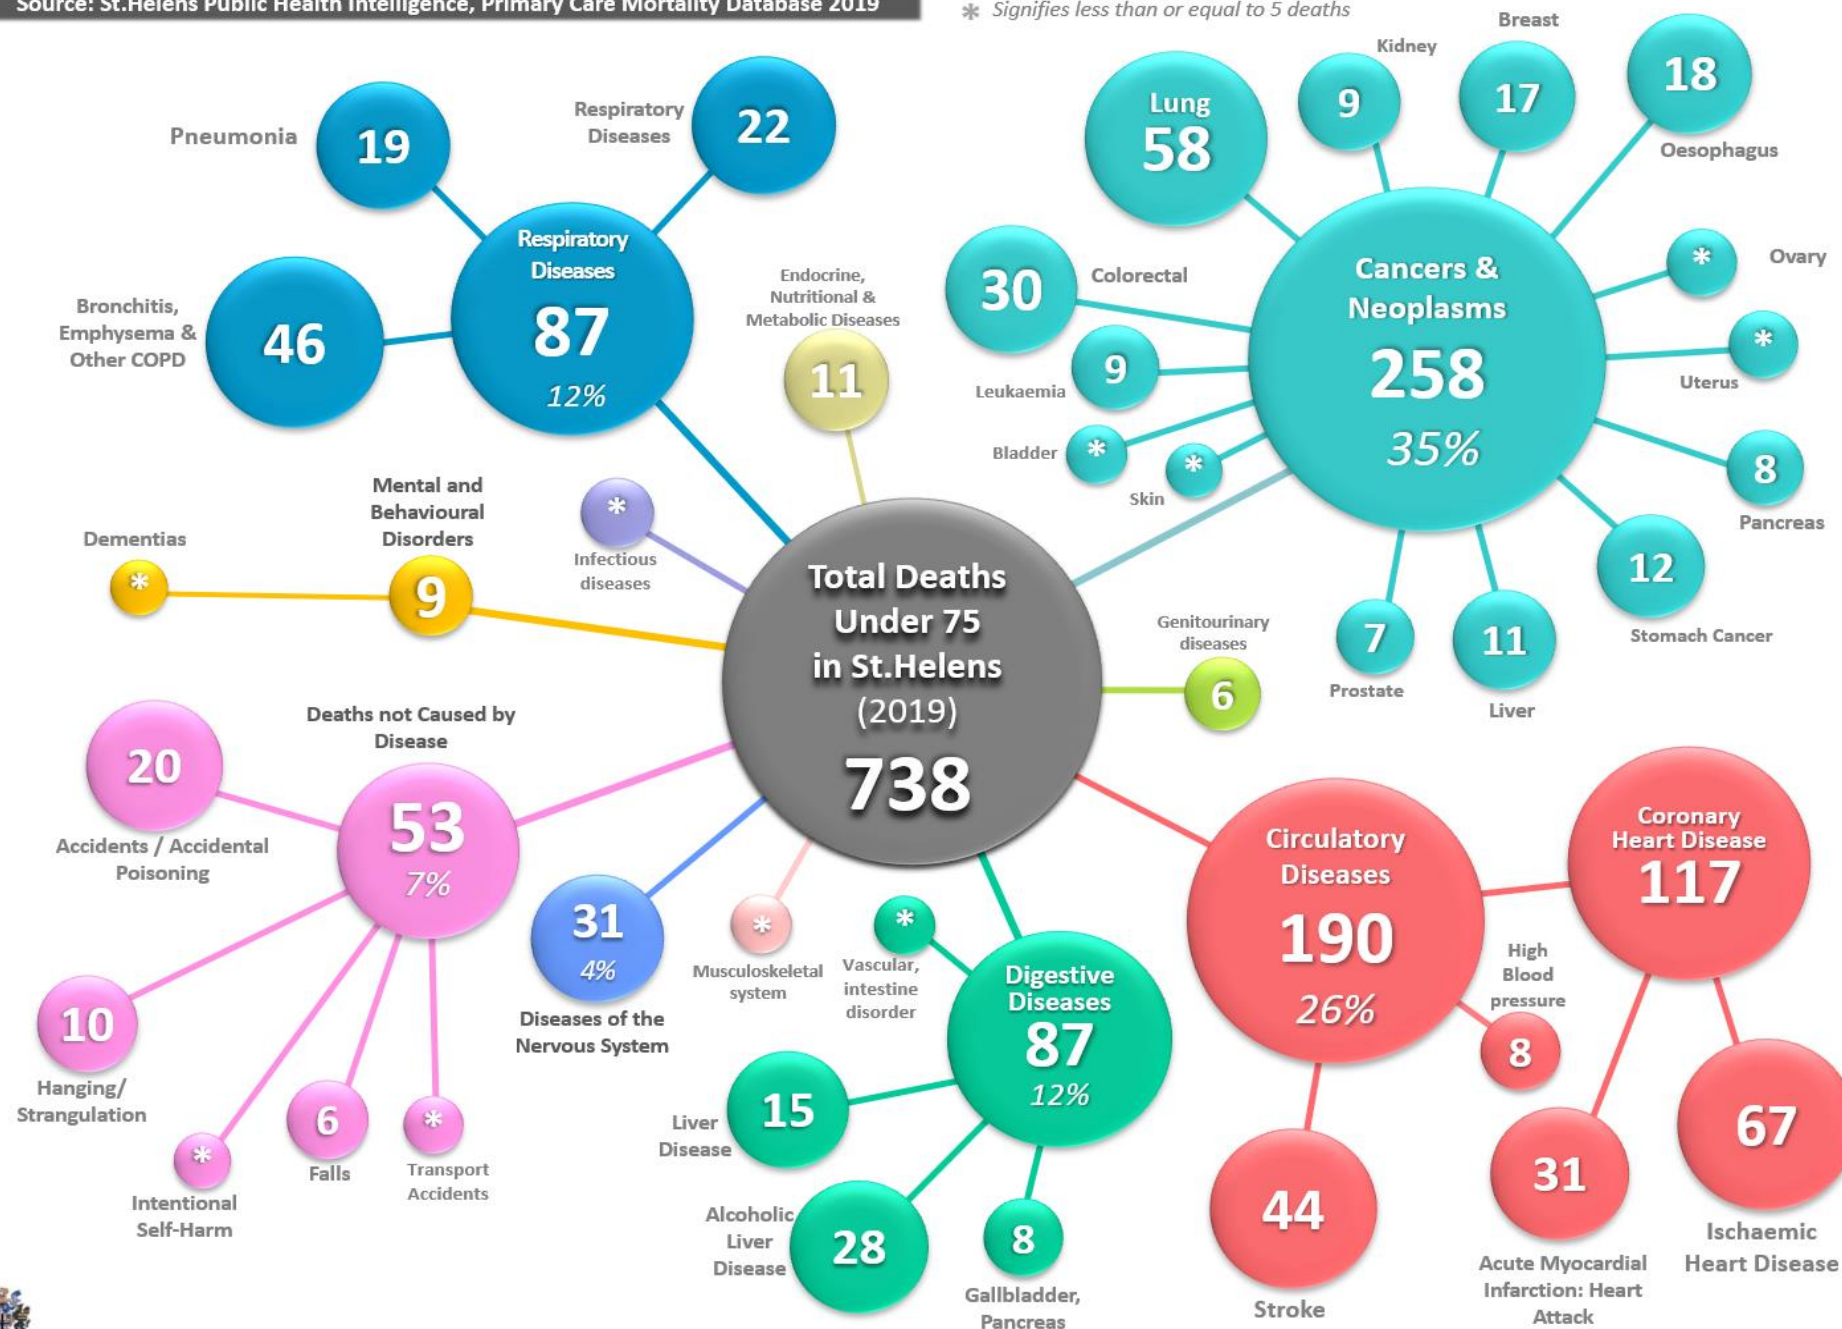 Source: St.Helens Public Health Intelligence, Primary Care Mortality Database 2019
* Signifies less than or equal to 5 deaths
Pneumonia
19
Respiratory
Diseases
22
Respiratory
Diseases
87
12%
Bronchitis,
Emphysema &
Other COPD
46
Endocrine,
Nutritional &
Metabolic Diseases
11
Lung
58
Kidney
9
Breast
17
18
Oesophagus
30
Colorectal
Cancers &
Neoplasms
258
35%
*
Ovary
*
Uterus
9
Leukaemia
Bladder
*
*
Skin
8
Pancreas
12
Stomach Cancer
7
Prostate
11
Liver
Mental and
Behavioural
Disorders
9
Dementias
*
*
Infectious
diseases
Total Deaths
Under 75
in St.Helens
(2019)
738
Genitourinary
diseases
6
Deaths not Caused by
Disease
53
7%
20
Accidents / Accidental
Poisoning
10
Hanging/
Strangulation
*
Intentional
Self-Harm
6
Falls
*
Transport
Accidents
31
4%
Diseases of the
Nervous System
*
Musculoskeletal
system
*
Vascular,
intestine
disorder
Digestive
Diseases
87
12%
15
Liver
Disease
Alcoholic
Liver
Disease
28
8
Gallbladder,
Pancreas
Circulatory
Diseases
190
26%
Coronary
Heart Disease
117
High
Blood
pressure
8
44
Stroke
31
Acute Myocardial
Infarction: Heart
Attack
67
Ischaemic
Heart Disease